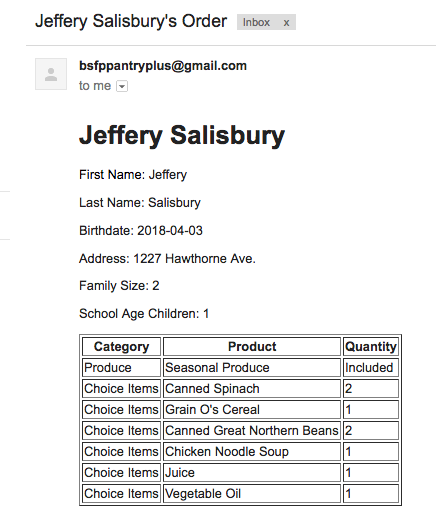 Jeffery Salisbury's Order Inbox x
bsfppantryplus@gmail.com
to me
Jeffery Salisbury
First Name: Jeffery
Last Name: Salisbury
Birthdate: 2018-04-03
Address: 1227 Hawthorne Ave.
Family Size: 2
School Age Children: 1
Category Product Quantity
Produce Seasonal Produce Included
Choice Items Canned Spinach 2
Choice Items Grain O's Cereal 1
Choice Items Canned Great Northern Beans 2
Choice Items Chicken Noodle Soup 1
Choice Items Juice 1
Choice Items Vegetable Oil 1